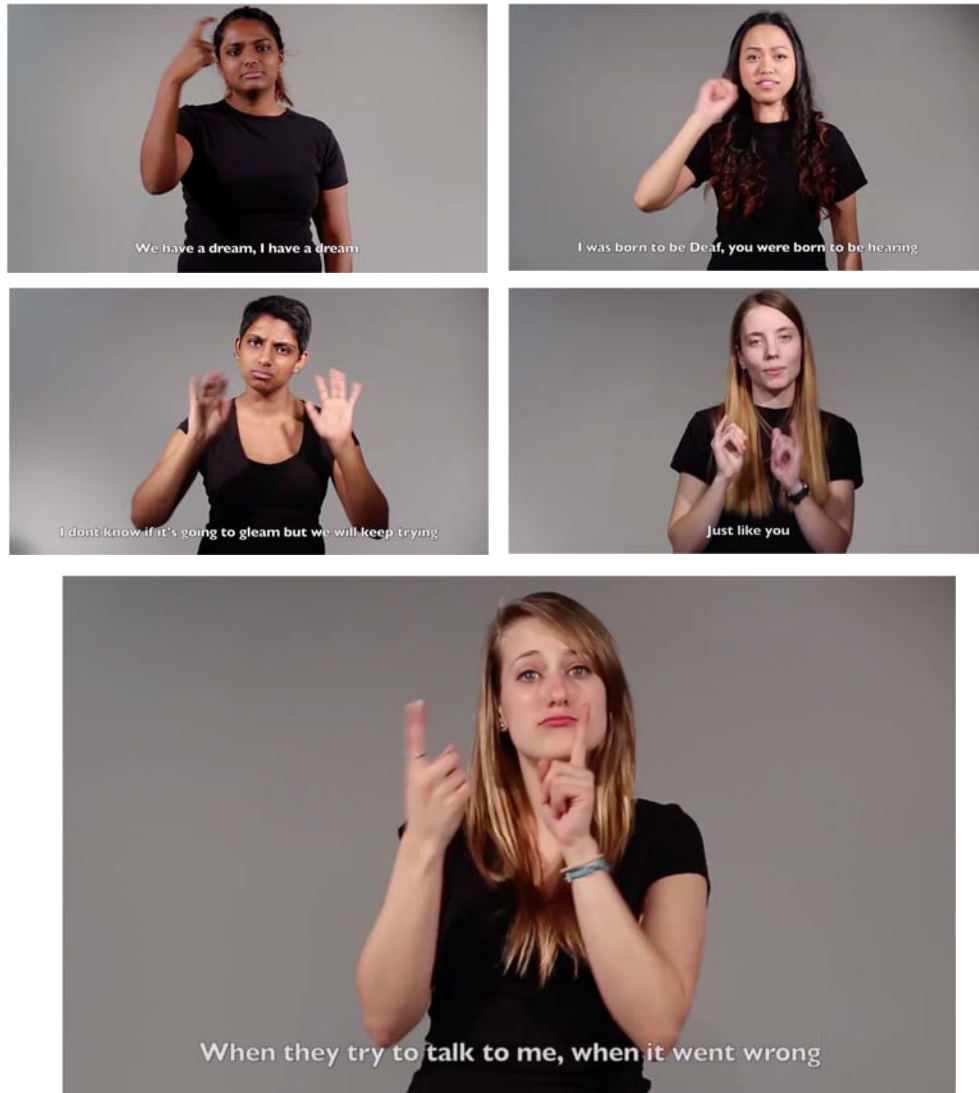 We have a dream, I have a dream
I was born to be Deaf, you were born to be hearing
I dont know if it's going to gleam but we will keep trying
Just like you
When they try to talk to me, when it went wrong